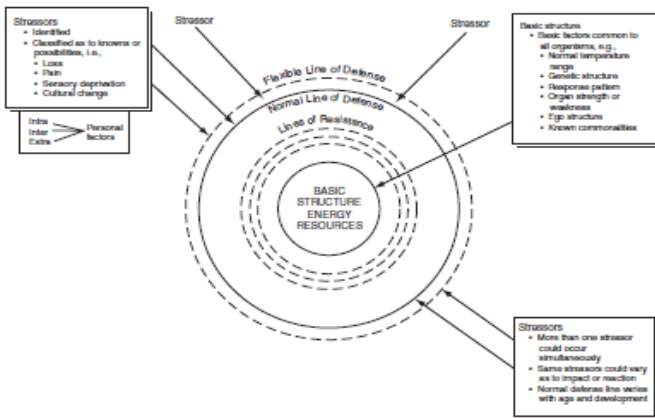 Stressors
• Identified
• Classified as to knowns or
possibilities, i.e.,
• Loss
• Pain
• Sensory deprivation
• Cultural change
Intra
Inter
Extra
Personal
factors
Stressor
Stressor
Basic structure
• Basic factors common to
all organisms, e.g.,
• Normal temperature
range
• Genetic structure
• Response pattern
• Organ strength or
weakness
• Ego structure
• Known commonalities
Flexible Line of Defense
Normal Line of Defense
Lines of Resistance
BASIC
STRUCTURE
ENERGY
RESOURCES
Stressors
• More than one stressor
could occur
simultaneously
• Same stressors could vary
as to impact or reaction
• Normal defense line varies
with age and development